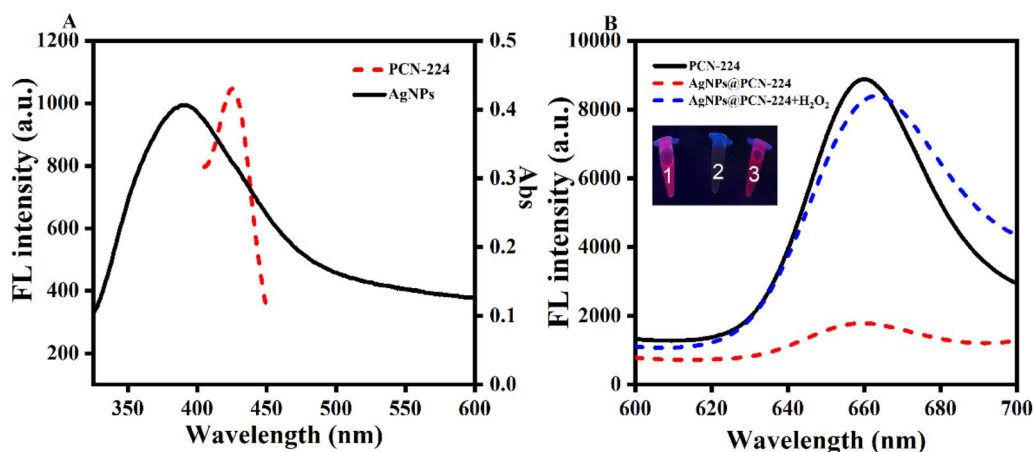 A
1200
1000
800
600
400
200
FL intensity (a.u.)
PCN-224
AgNPs
0.5
0.4
0.3
0.2
0.1
0.0
Abs
350 400 450 500 550 600
Wavelength (nm)
B
10000
8000
6000
4000
2000
0
FL intensity (a.u.)
PCN-224
AgNPs@PCN-224
AgNPs@PCN-224+H₂O₂
1 2 3
600 620 640 660 680 700
Wavelength (nm)